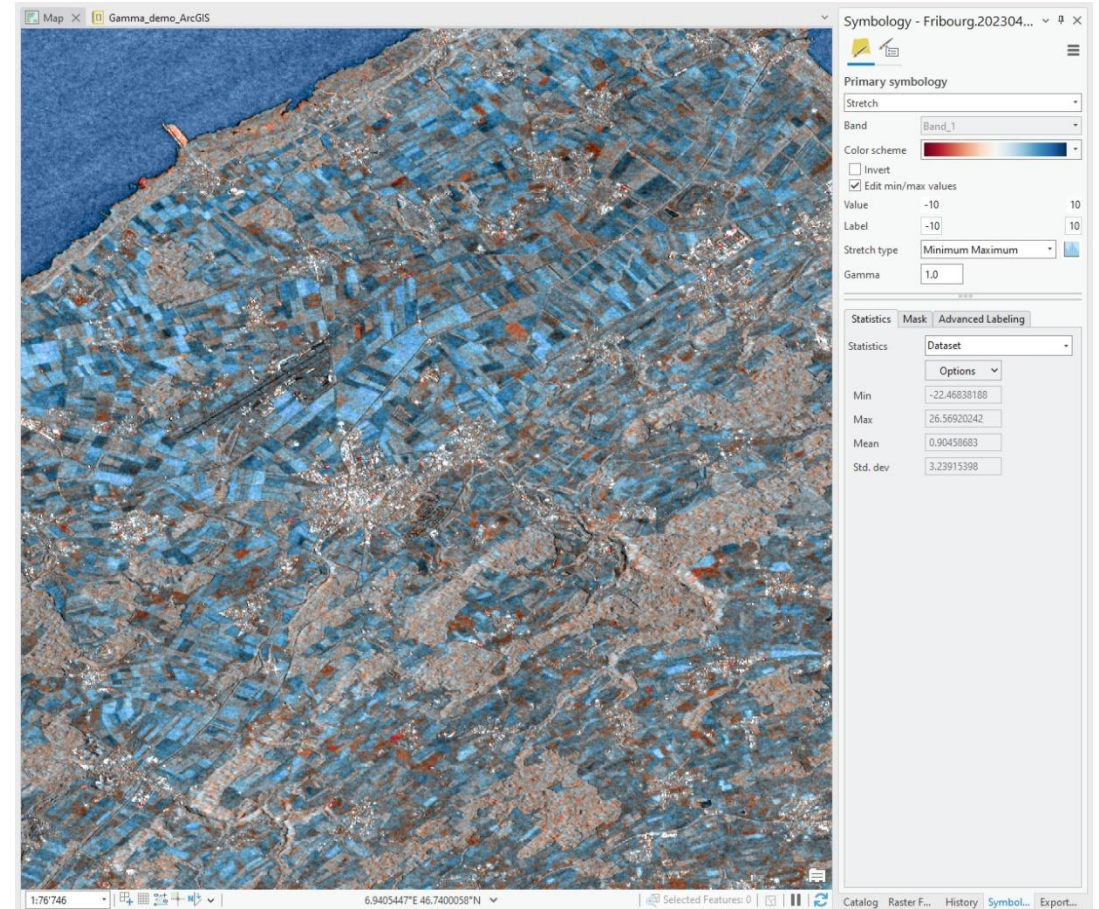 Map
Gamma_demo_ArcGIS
Symbology - Fribourg.202304...
Primary symbology
Stretch
Band Band_1
Color scheme
Invert
Edit min/max values
Value -10 10
Label -10 10
Stretch type Minimum Maximum
Gamma 1.0
Statistics Mask Advanced Labeling
Statistics Dataset
Options
Min -22.46838188
Max 26.56920242
Mean 0.90458683
Std. dev 3.23915398
1:76'746 6.9405447°E 46.7400058°N Selected Features: 0
Catalog Raster F... History Symbol... Export...